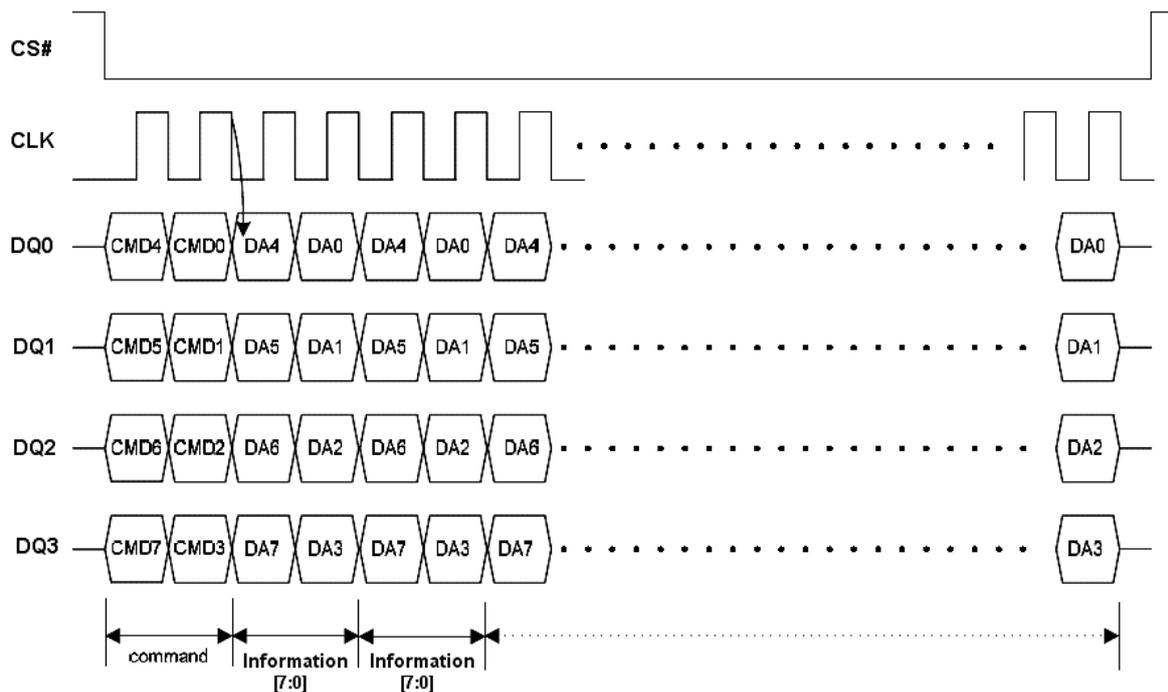 CS#
CLK
DQ0 CMD4 CMD0 DA4 DA0 DA4 DA0 DA4 DA0
DQ1 CMD5 CMD1 DA5 DA1 DA5 DA1 DA5 DA1
DQ2 CMD6 CMD2 DA6 DA2 DA6 DA2 DA6 DA2
DQ3 CMD7 CMD3 DA7 DA3 DA7 DA3 DA7 DA3
command Information Information
[7:0] [7:0]